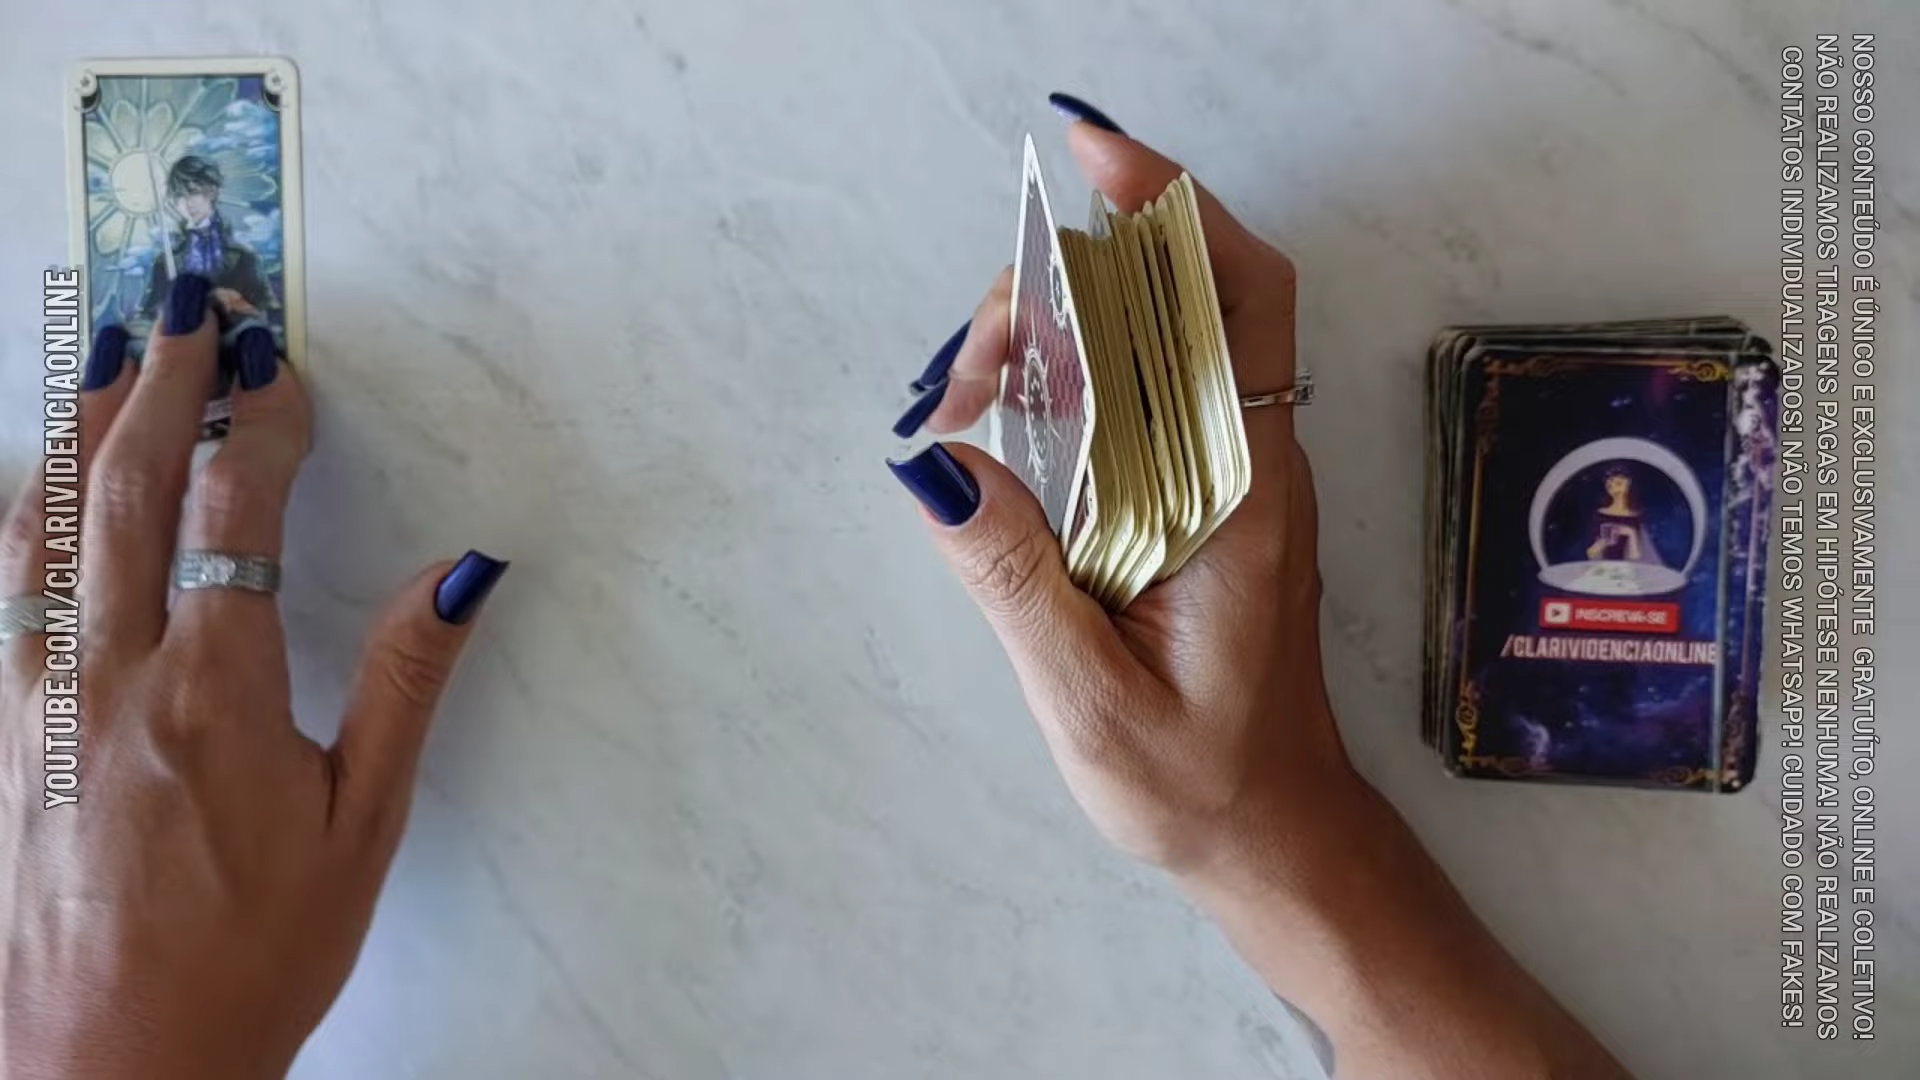 YOUTUBE.COM/CLARIVIDENCIAONLINE
INSCREVA-SE
/CLARIVIDENCIAONLINE
NOSSO CONTEÚDO É ÚNICO E EXCLUSIVAMENTE GRATUÍTO, ONLINE E COLETIVO!
NÃO REALIZAMOS TIRAGENS PAGAS EM HIPÓTESE NENHUMA! NÃO REALIZAMOS
CONTATOS INDIVIDUALIZADOS! NÃO TEMOS WHATSAPP! CUIDADO COM FAKES!